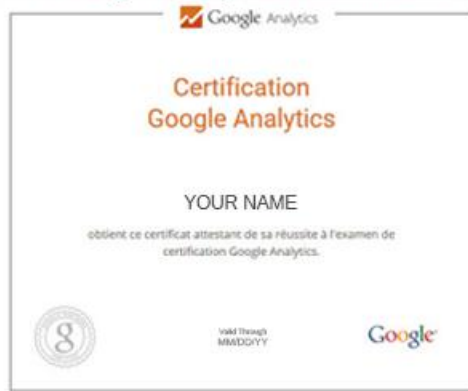 Google Analytics
Certification
Google Analytics
YOUR NAME
obtient ce certificat attestant de sa réussite à l'examen de
certification Google Analytics.
g
Valid Through
MM/DD/YY
Google